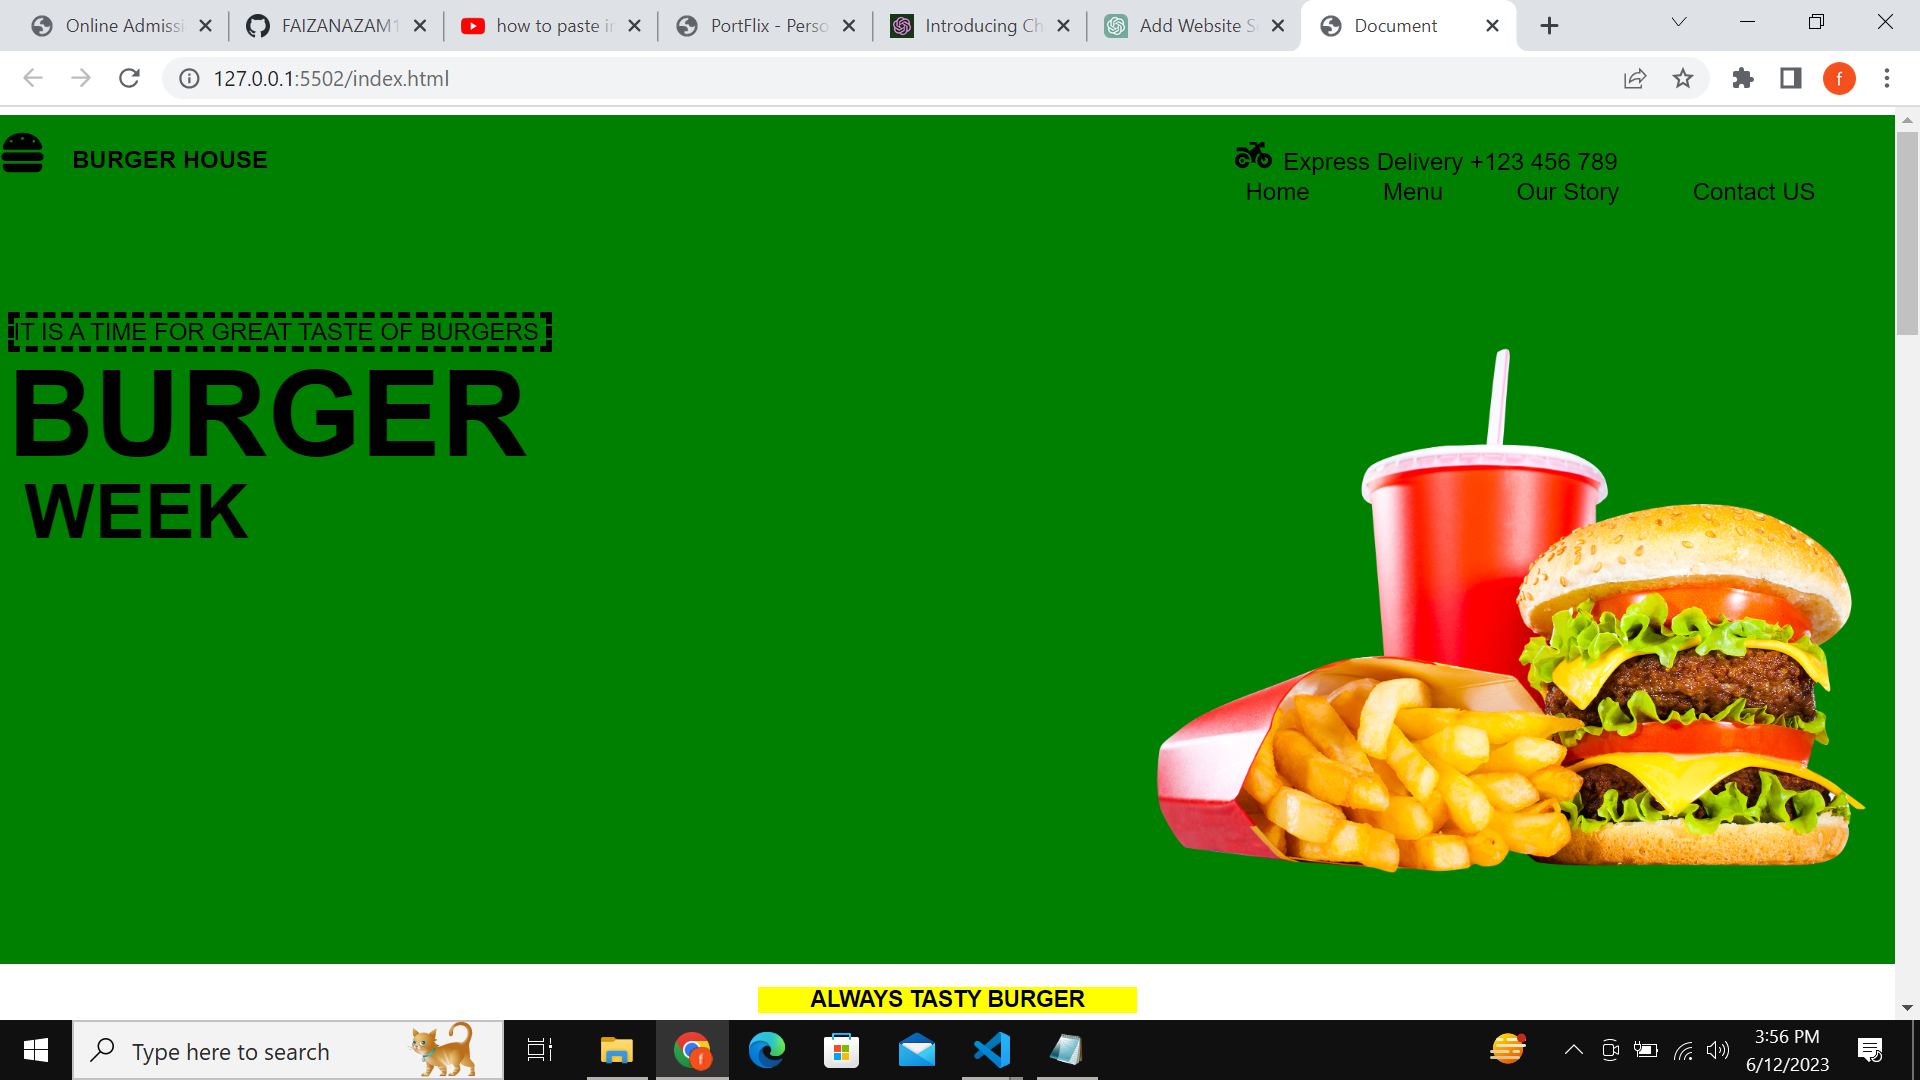 Online Admissi
FAIZANAZAM1
how to paste in
PortFlix - Perso
Introducing Ch
Add Website S
Document
127.0.0.1:5502/index.html
f
BURGER HOUSE
Express Delivery +123 456 789
Home Menu Our Story Contact US
IT IS A TIME FOR GREAT TASTE OF BURGERS
BURGER
WEEK
ALWAYS TASTY BURGER
Type here to search
f
3:56 PM
6/12/2023